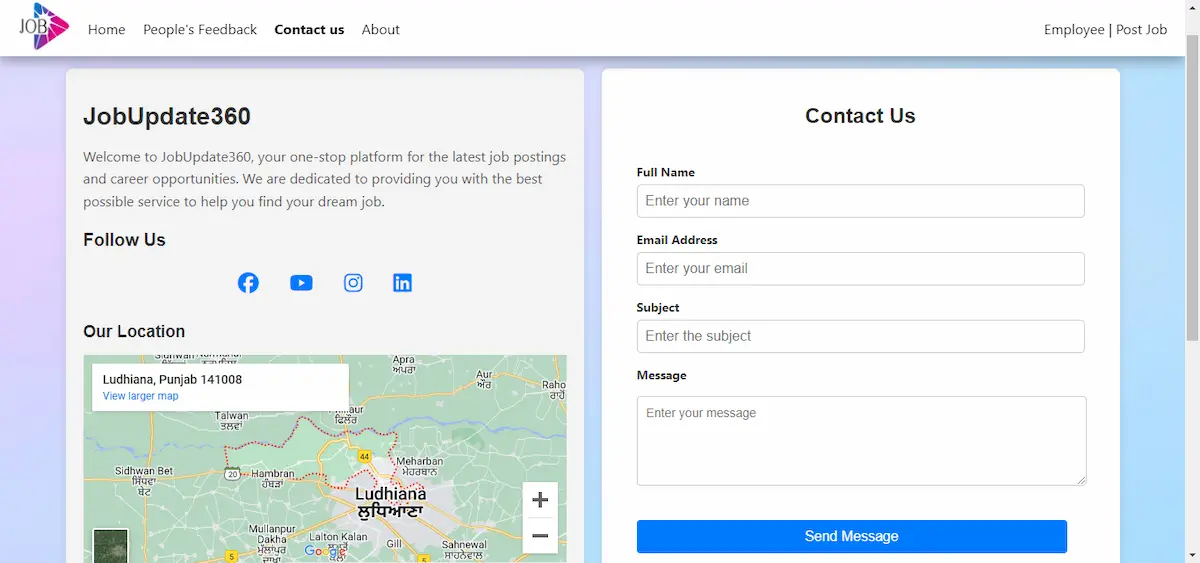 JOB
Home People's Feedback Contact us About
Employee | Post Job
JobUpdate360
Welcome to JobUpdate360, your one-stop platform for the latest job postings
and career opportunities. We are dedicated to providing you with the best
possible service to help you find your dream job.
Follow Us
Our Location
Ludhiana, Punjab 141008
View larger map
Apra
ਅਪਰਾ
Aur
ਔਰ
Raho
ਰਾਹੋਂ
Talwan
ਤਲਵਾਂ
ਫਿਲੌਰ
44
Meharban
ਮੇਹਰਬਾਨ
Sidhwan Bet
ਸਿੱਧਵਾਂ
ਬੇਟ
20
Hambran
ਹੰਬੜਾਂ
Ludhiana
ਲੁਧਿਆਣਾ
Mullanpur
Dakha
ਮੁੱਲਾਂਪੁਰ
ਦਾਖਾ
Lalton Kalan
Gill
Sahnewal
ਸਾਹਨੇਵਾਲ
5
5
Google
Contact Us
Full Name
Enter your name
Email Address
Enter your email
Subject
Enter the subject
Message
Enter your message
Send Message